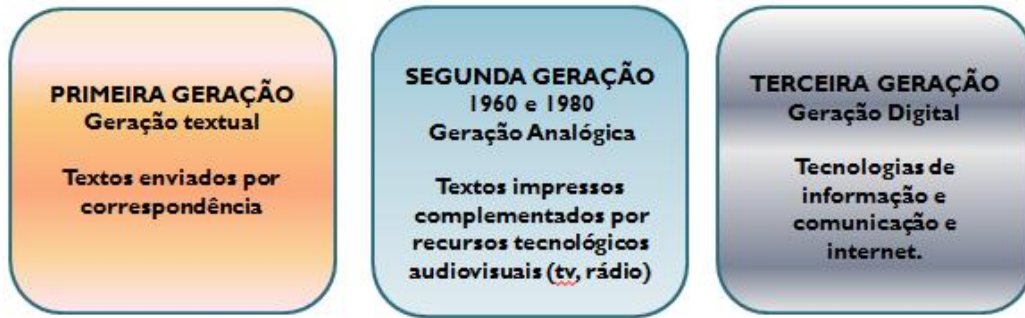 PRIMEIRA GERAÇÃO
Geração textual
Textos enviados por
correspondência
SEGUNDA GERAÇÃO
1960 e 1980
Geração Analógica
Textos impressos
complementados por
recursos tecnológicos
audiovisuais (tv, rádio)
TERCEIRA GERAÇÃO
Geração Digital
Tecnologias de
informação e
comunicação e
internet.